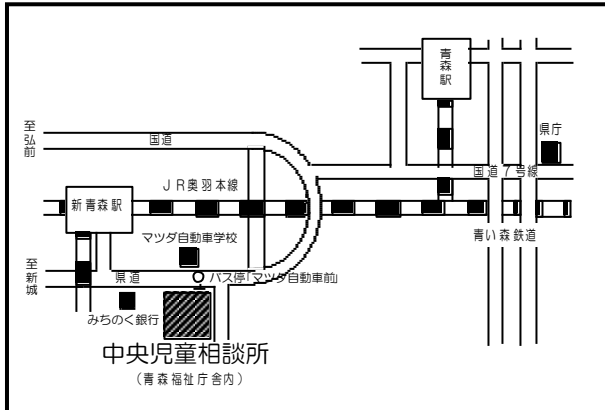 青森駅
県庁
至弘前
国道
国道7号線
JR奥羽本線
新青森駅
青い森鉄道
マツダ自動車学校
至新城
県道
バス停「マツダ自動車前」
みちのく銀行
中央児童相談所
(青森福祉庁舎内)